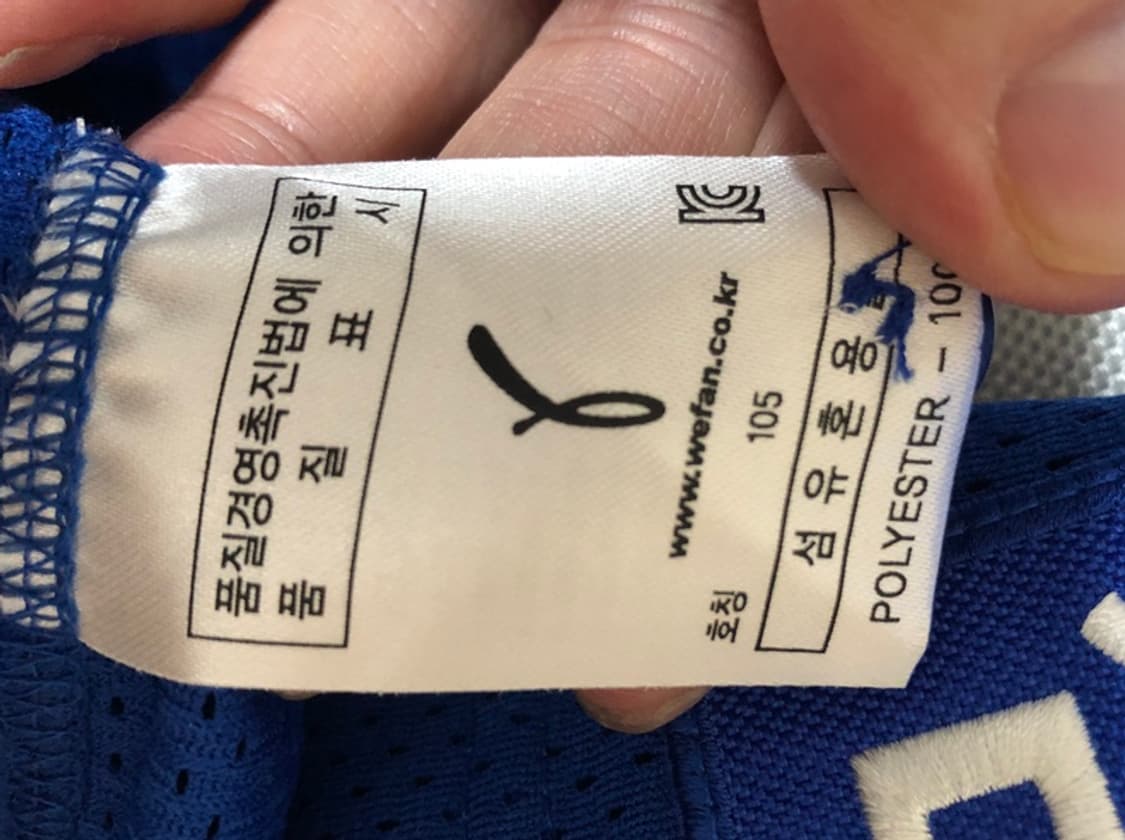 품질경영촉진법에 의한
품 질 표 시
KC
www.wefan.co.kr
호칭 105
섬 유 혼 용
POLYESTER – 100